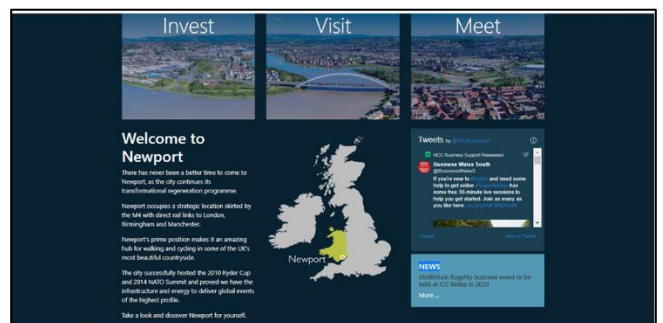 Invest
Visit
Meet
Welcome to
Newport
There has never been a better time to come to
Newport, as the city continues its
transformational regeneration programme.
Newport occupies a strategic location skirted by
the M4 with direct rail links to London,
Birmingham and Manchester.
Newport's prime position makes it an amazing
hub for walking and cycling in some of the UK's
most beautiful countryside.
The city successfully hosted the 2010 Ryder Cup
and 2014 NATO Summit and proved we have the
infrastructure and energy to deliver global events
of the highest profile.
Take a look and discover Newport for yourself.
Newport
Tweets by
NCC Business Support Retweeted
Business Wales South
@BusinessWalesS
If you're new to and need some
help to get online has
some free 30-minute live sessions to
help you get started. Join as many as
you like here:
Embed
View on Twitter
NEWS
VisitBritain flagship business event to be
held at ICC Wales in 2020
More ...